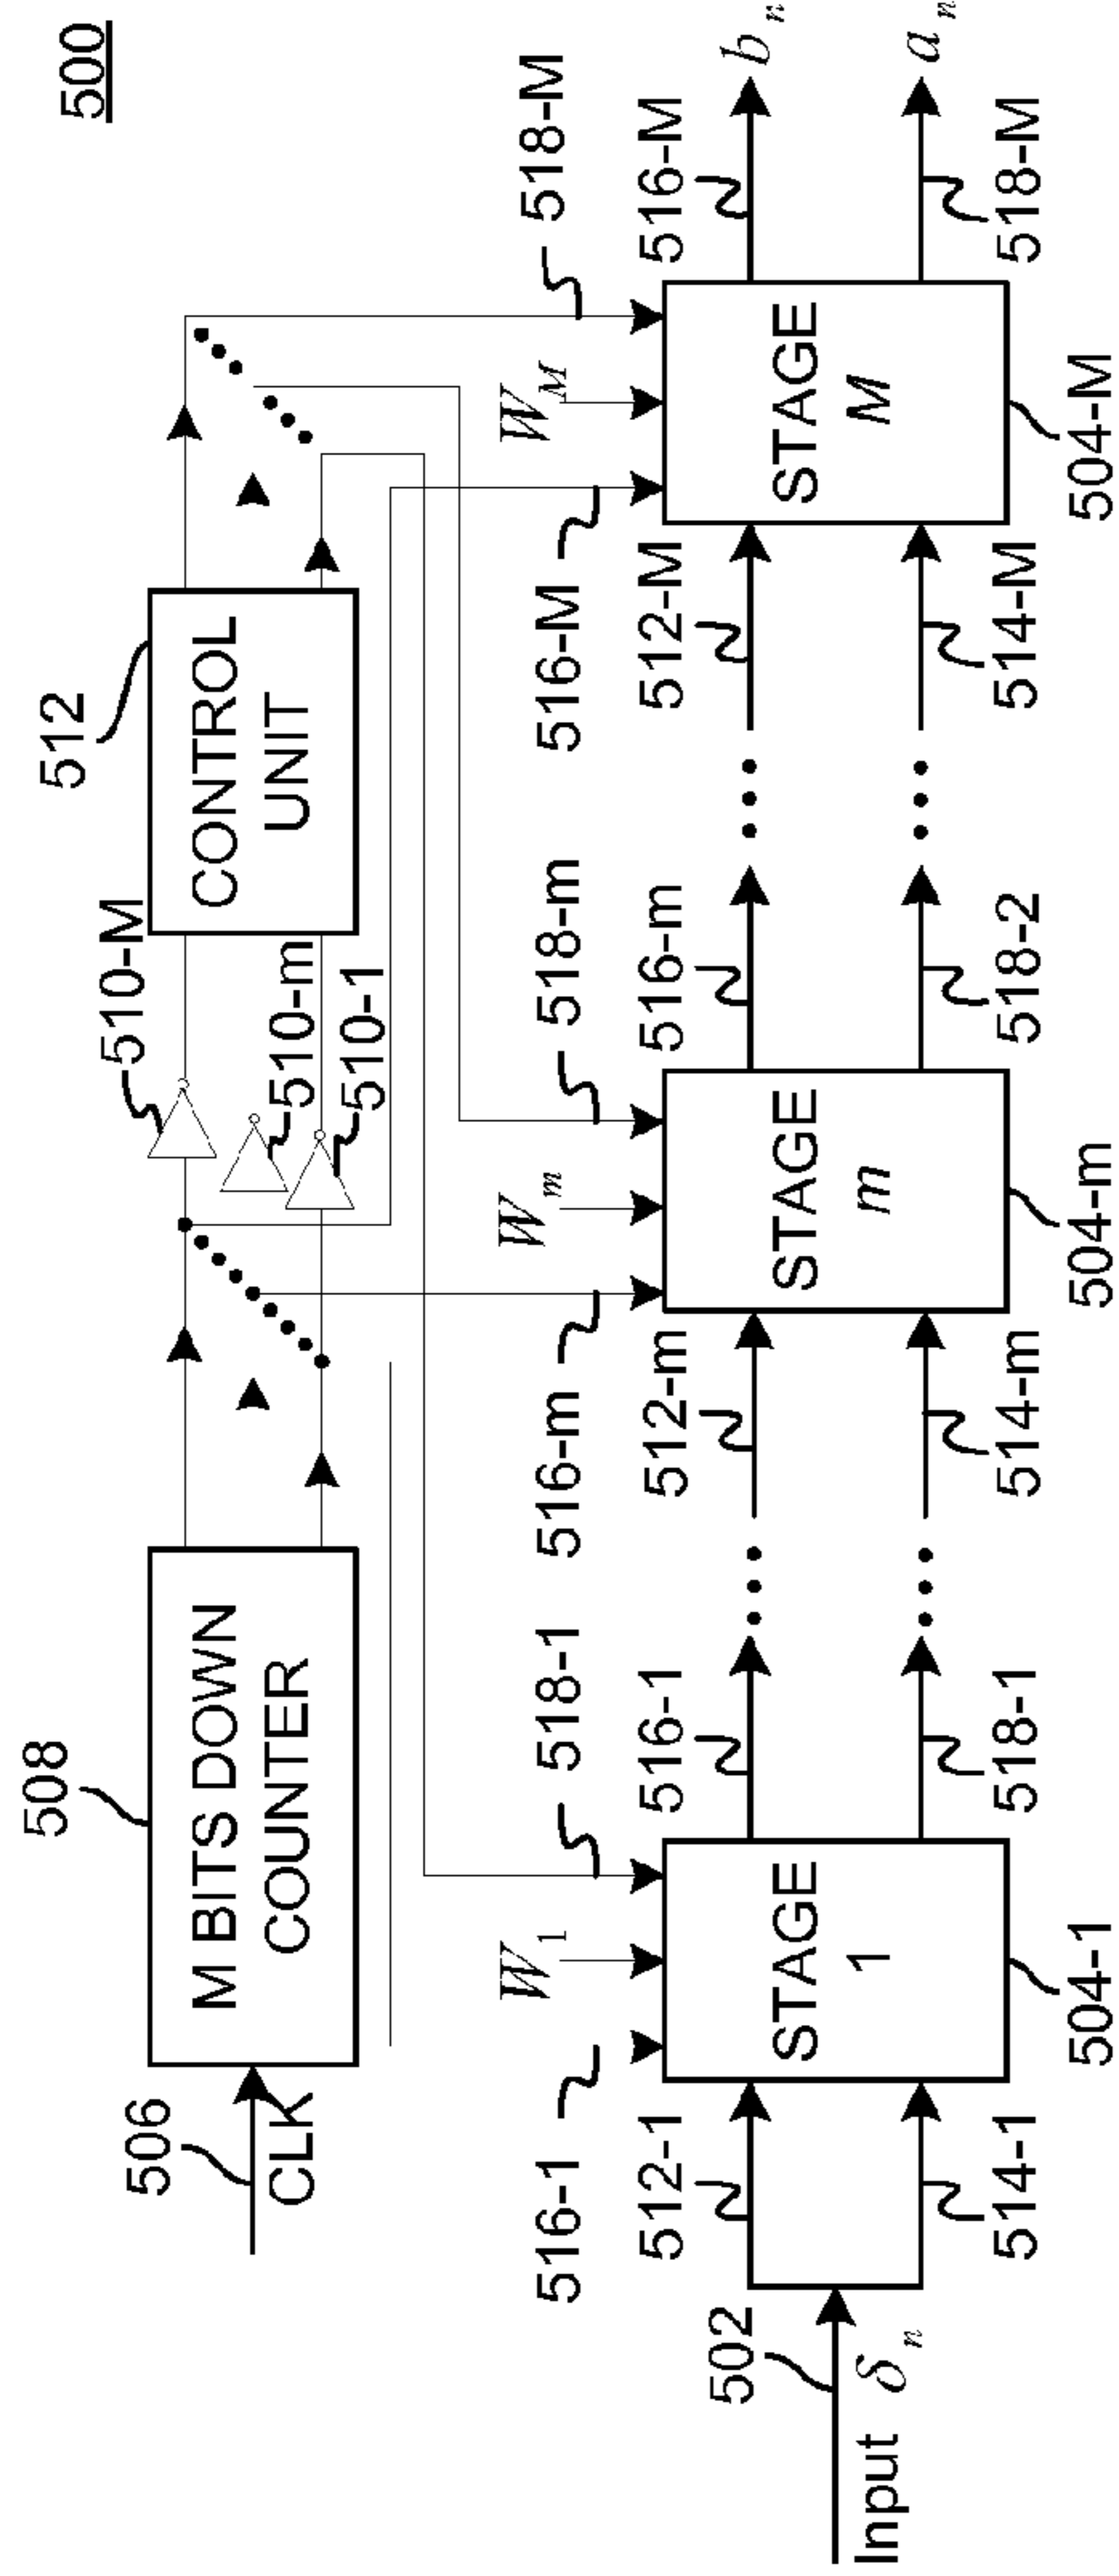 500
508
M BITS DOWN
COUNTER
506
CLK
510-M
510-m
510-1
512
CONTROL
UNIT
516-1
W1
518-1
516-m
Wm
518-m
516-M
WM
518-M
502
Input δn
512-1
514-1
STAGE
1
504-1
516-1
518-1
512-m
514-m
STAGE
m
504-m
516-m
518-2
512-M
514-M
STAGE
M
504-M
516-M
518-M
bn
an